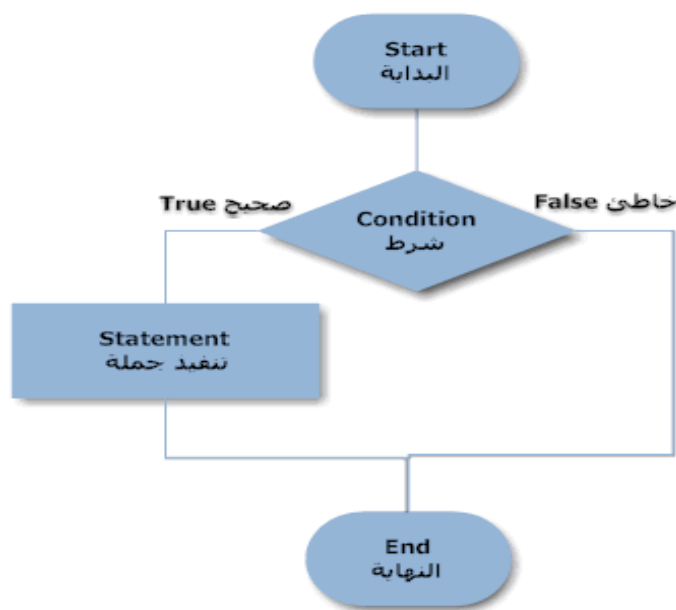 Start
البداية
True صحيح
False خاطئ
Condition
شرط
Statement
تنفيذ جملة
End
النهاية